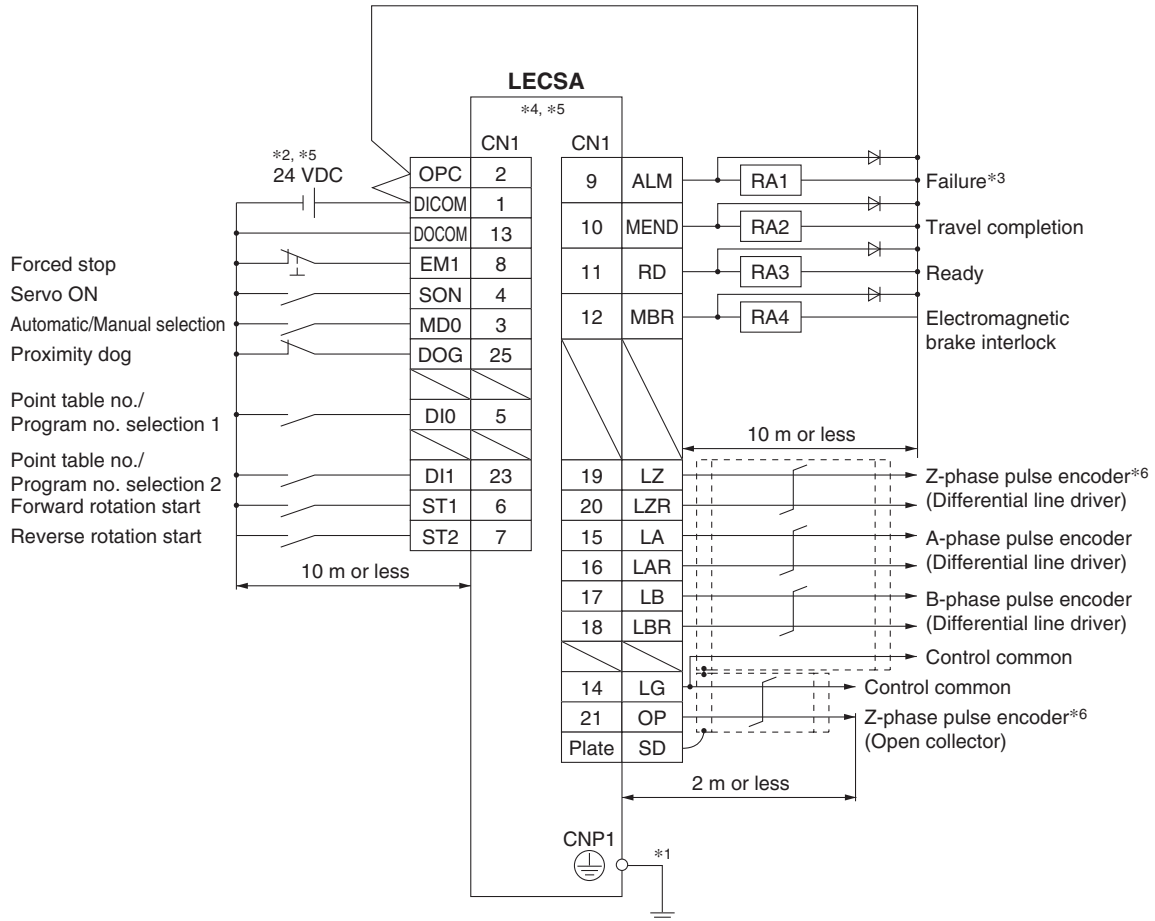 LECSA
*4, *5
CN1
CN1
*2, *5
24 VDC
OPC 2
DICOM 1
DOCOM 13
Forced stop EM1 8
Servo ON SON 4
Automatic/Manual selection MD0 3
Proximity dog DOG 25
Point table no./
Program no. selection 1 DI0 5
Point table no./
Program no. selection 2 DI1 23
Forward rotation start ST1 6
Reverse rotation start ST2 7
10 m or less
9 ALM RA1 Failure*3
10 MEND RA2 Travel completion
11 RD RA3 Ready
12 MBR RA4 Electromagnetic
brake interlock
10 m or less
19 LZ Z-phase pulse encoder*6
20 LZR (Differential line driver)
15 LA A-phase pulse encoder
16 LAR (Differential line driver)
17 LB B-phase pulse encoder
18 LBR (Differential line driver)
Control common
14 LG Control common
21 OP Z-phase pulse encoder*6
Plate SD (Open collector)
2 m or less
CNP1
*1